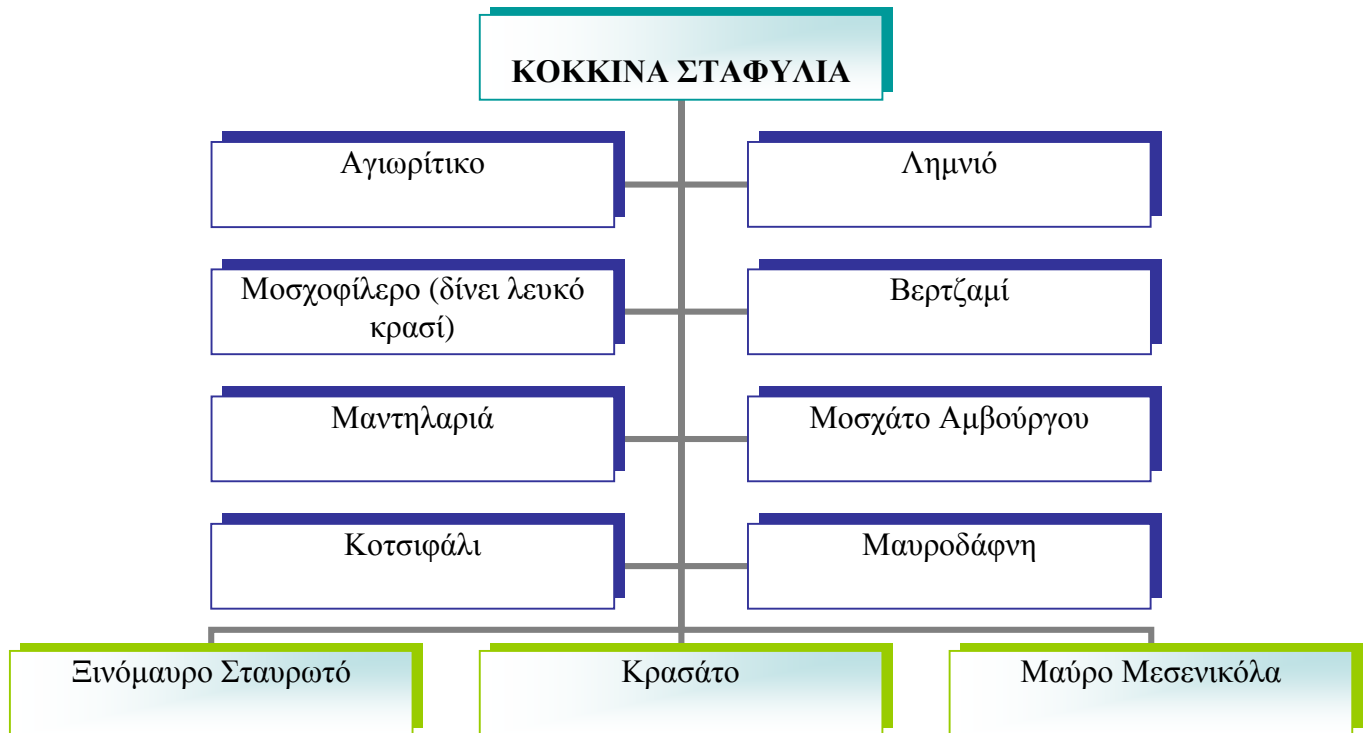 ΚΟΚΚΙΝΑ ΣΤΑΦΥΛΙΑ
Αγιωρίτικο
Λημνιό
Μοσχοφίλερο (δίνει λευκό
κρασί)
Βερτζαμί
Μαντηλαριά
Μοσχάτο Αμβούργου
Κοτσιφάλι
Μαυροδάφνη
Ξινόμαυρο Σταυρωτό
Κρασάτο
Μαύρο Μεσενικόλα